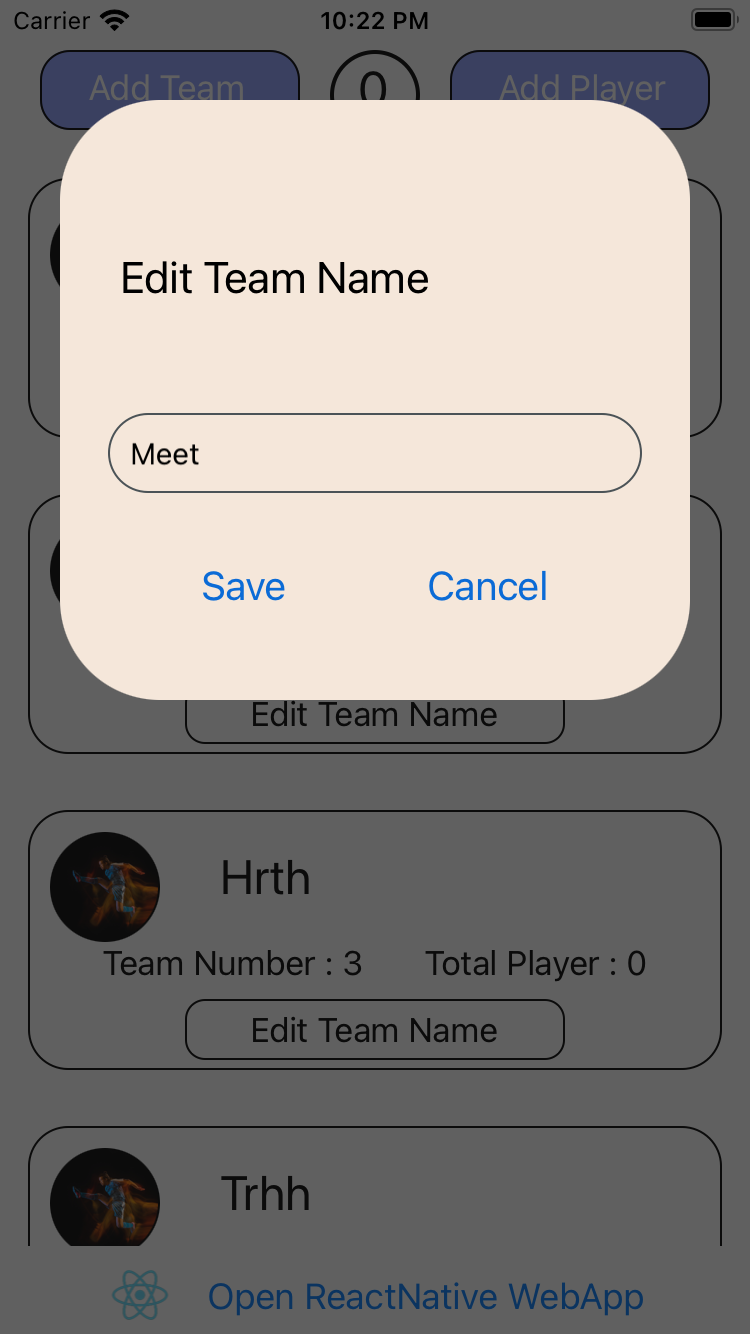 Carrier 10:22 PM
Add Team 0 Add Player
Edit Team Name
Meet
Save Cancel
Edit Team Name
Hrth
Team Number : 3 Total Player : 0
Edit Team Name
Trhh
Open ReactNative WebApp